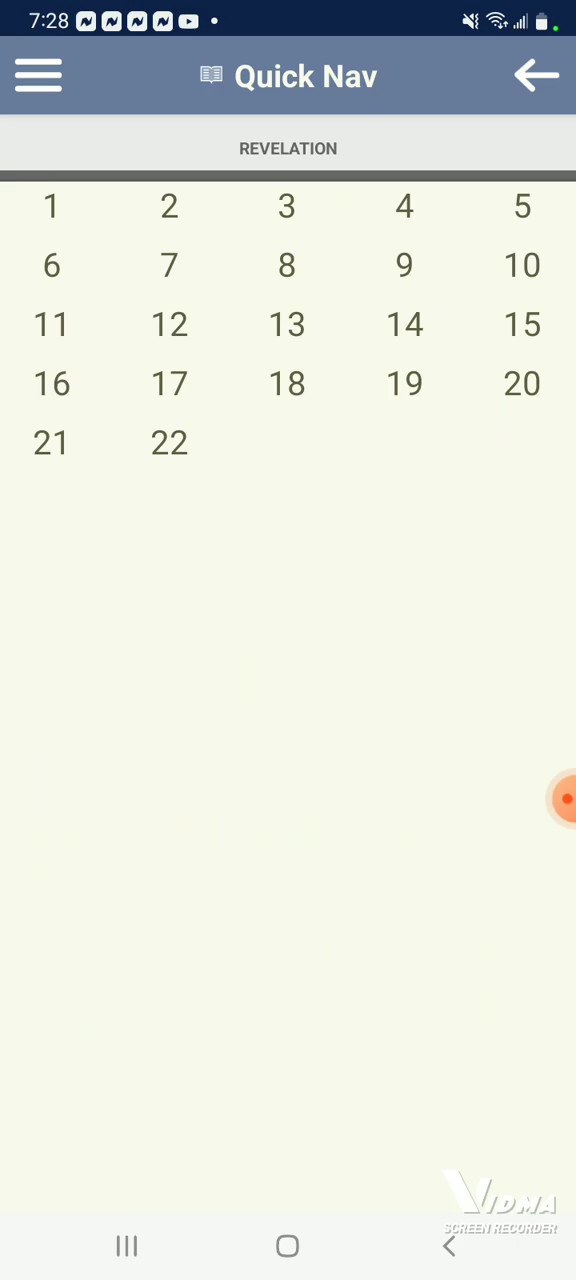 7:28
Quick Nav
REVELATION
1 2 3 4 5
6 7 8 9 10
11 12 13 14 15
16 17 18 19 20
21 22
VIDMA
SCREEN RECORDER